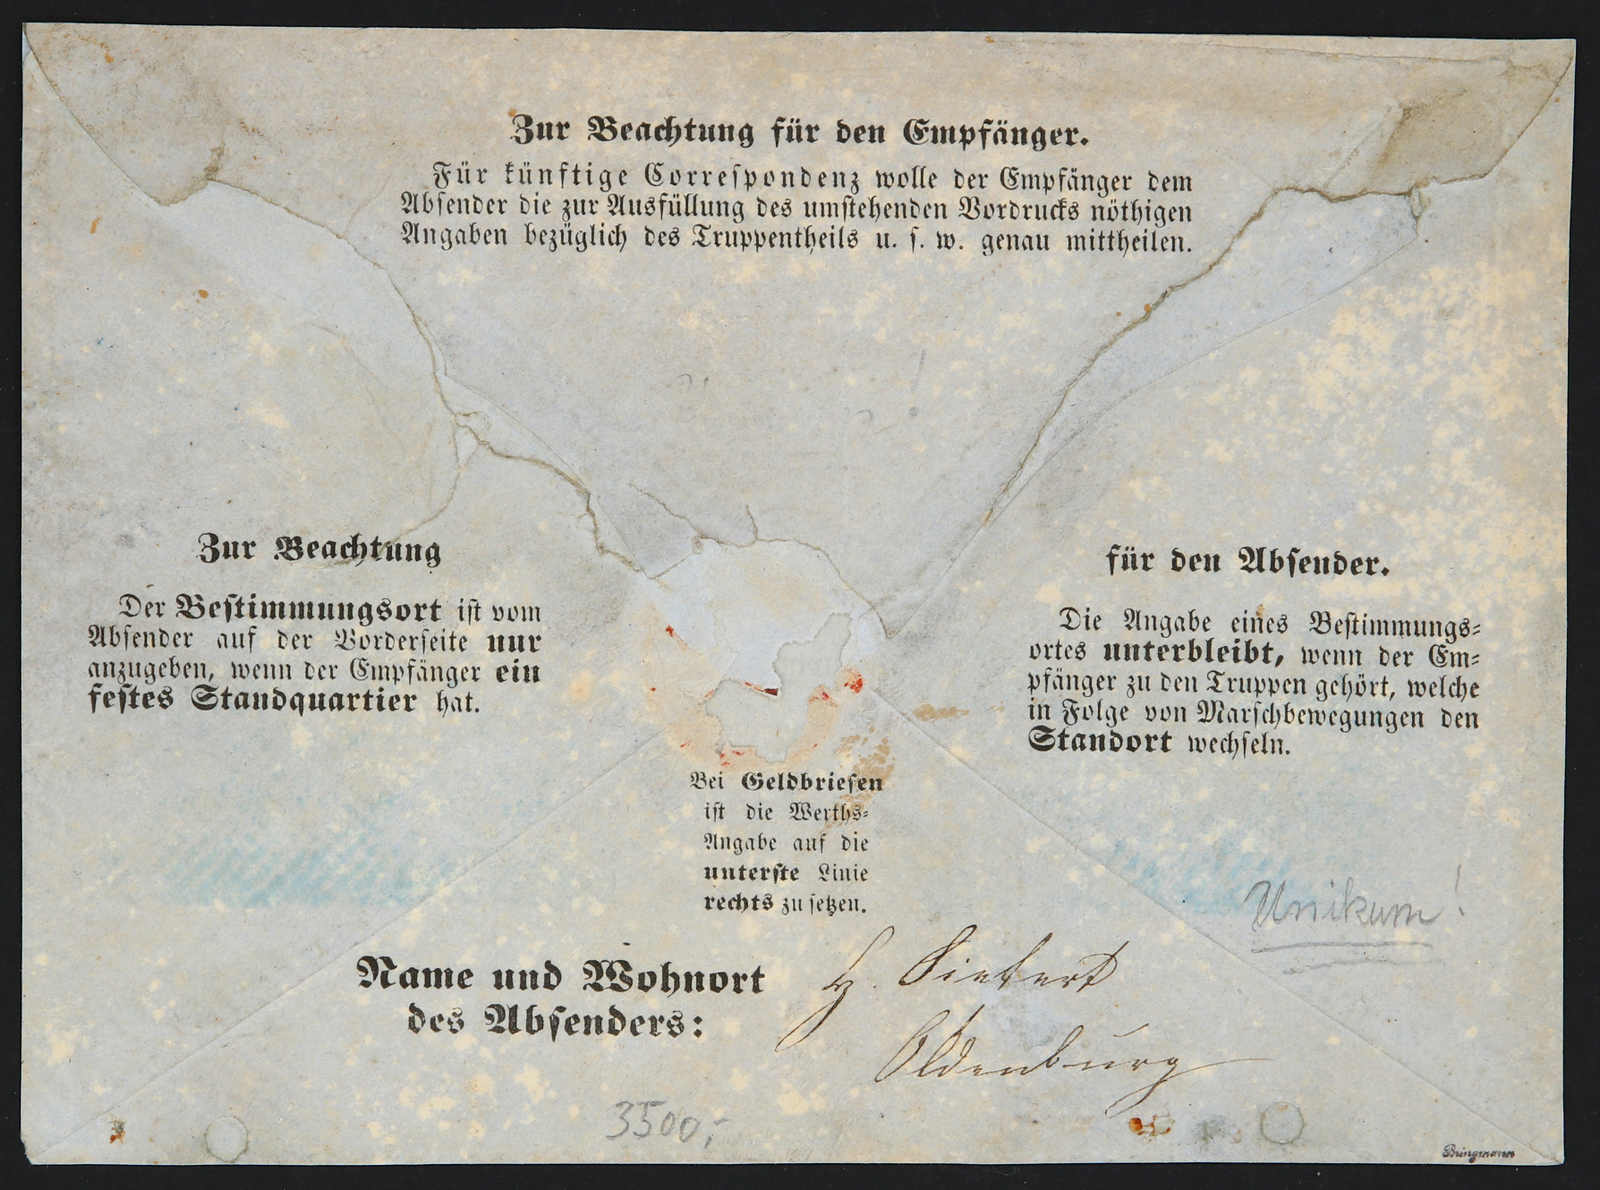 Zur Beachtung für den Empfänger.
Für künftige Correſpondenz wolle der Empfänger dem
Abſender die zur Ausfüllung des umſtehenden Vordrucks nöthigen
Angaben bezüglich des Truppentheils u. ſ. w. genau mittheilen.
Zur Beachtung
Der Beſtimmungsort iſt vom
Abſender auf der Vorderſeite nur
anzugeben, wenn der Empfänger ein
feſtes Standquartier hat.
für den Abſender.
Die Angabe eines Beſtimmungs-
ortes unterbleibt, wenn der Em-
pfänger zu den Truppen gehört, welche
in Folge von Marſchbewegungen den
Standort wechſeln.
Bei Geldbriefen
iſt die Werths-
Angabe auf die
unterſte Linie
rechts zu ſetzen.
Unikum!
Name und Wohnort
des Abſenders:
H. Siebert
Oldenburg
3500,-
Brüngmann